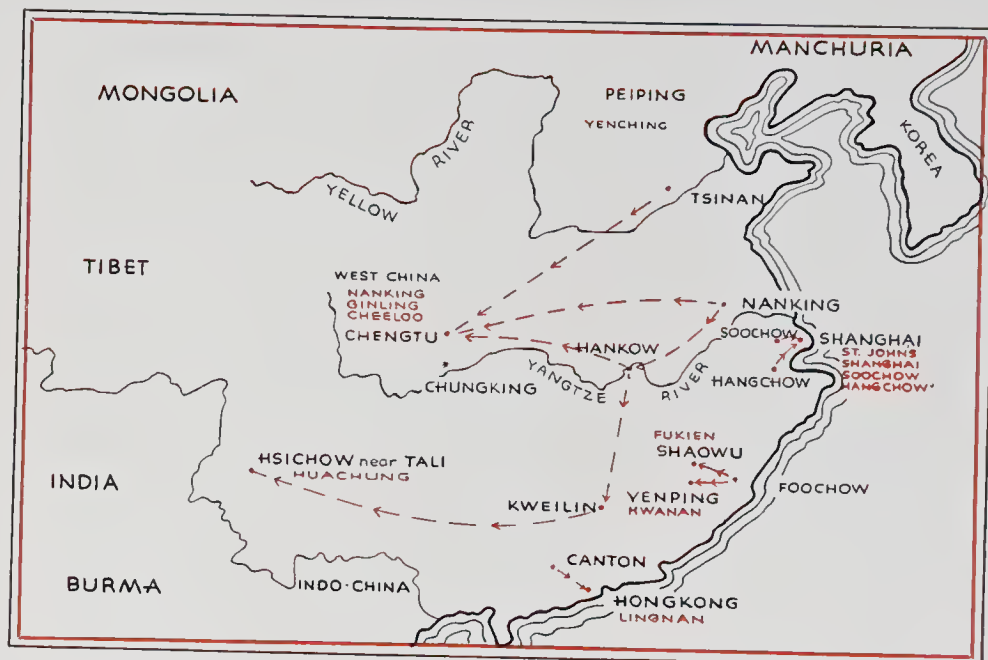 MANCHURIA
MONGOLIA
PEIPING
YENCHING
KOREA
YELLOW RIVER
TSINAN
TIBET
WEST CHINA
NANKING
GINLING
CHEELOO
CHENGTU
NANKING
SOOCHOW
SHANGHAI
ST. JOHNS
SHANGHAI
SOOCHOW
HANGCHOW
HANKOW
CHUNGKING
YANGTZE RIVER
HANGCHOW
FUKIEN
SHAOWU
HSICHOW near TALI
HUACHUNG
INDIA
KWEILIN
YENPING
KWANAN
FOOCHOW
CANTON
BURMA
INDO-CHINA
HONGKONG
LINGNAN